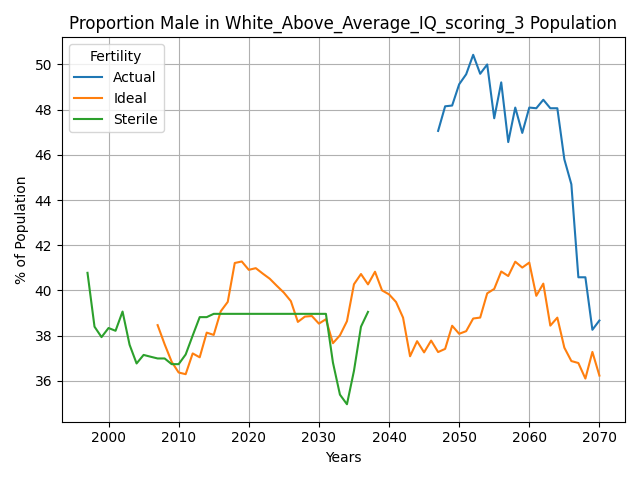 Proportion Male in White_Above_Average_IQ_scoring_3 Population
Fertility
Actual
Ideal
Sterile
% of Population
50
48
46
44
42
40
38
36
2000
2010
2020
2030
2040
2050
2060
2070
Years